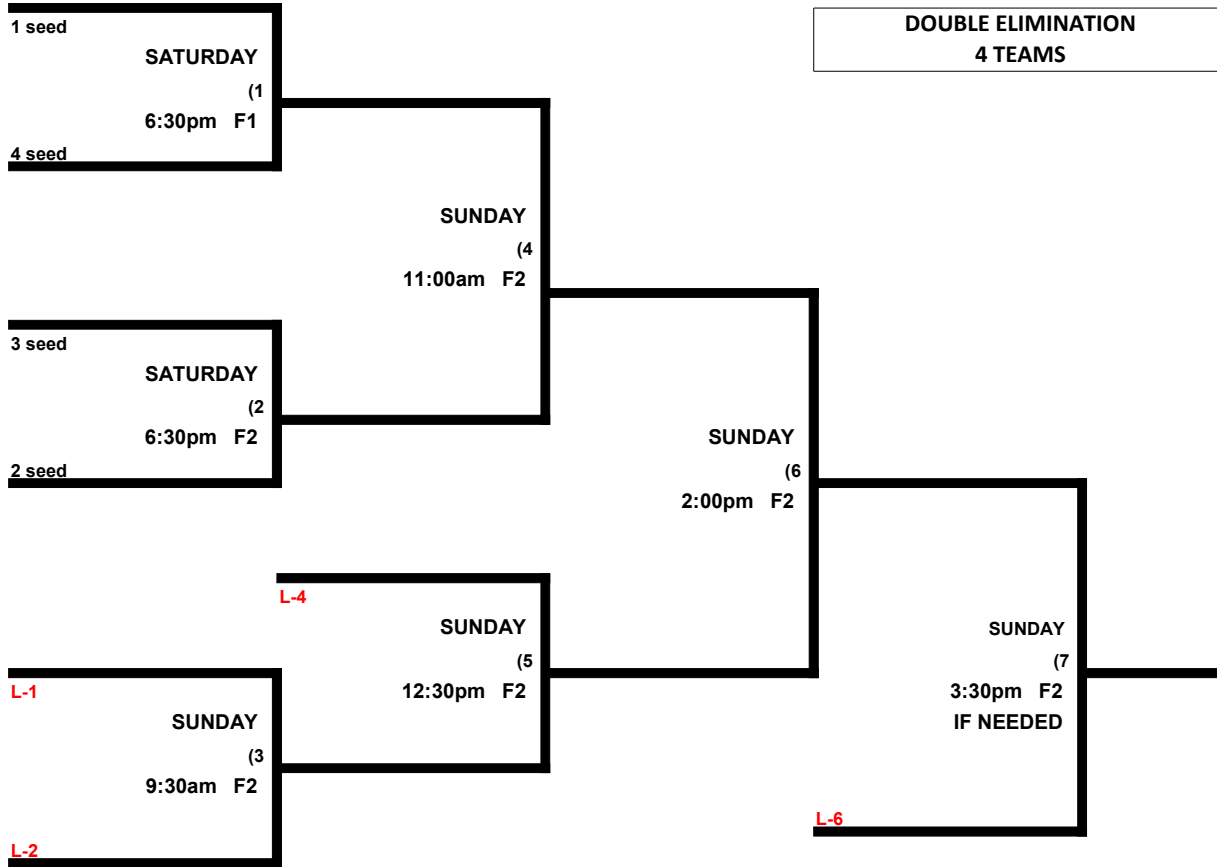 1 seed
DOUBLE ELIMINATION
4 TEAMS
SATURDAY
(1
6:30pm F1
4 seed
SUNDAY
(4
11:00am F2
3 seed
SATURDAY
(2
6:30pm F2
2 seed
SUNDAY
(6
2:00pm F2
L-4
SUNDAY
(5
12:30pm F2
SUNDAY
(7
3:30pm F2
IF NEEDED
L-1
SUNDAY
(3
9:30am F2
L-6
L-2